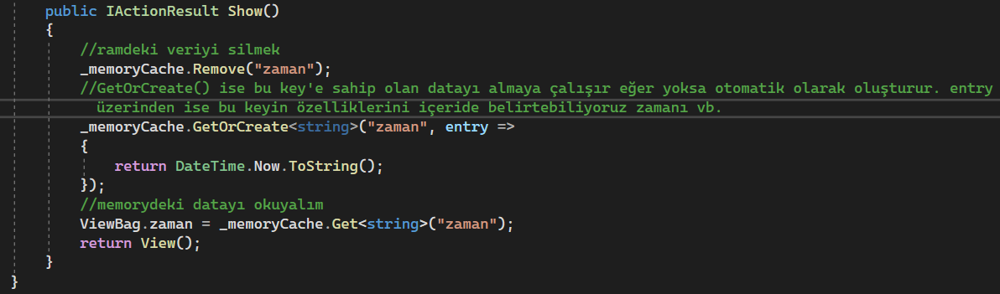 public IActionResult Show()
{
//ramdeki veriyi silmek
_memoryCache.Remove("zaman");
//GetOrCreate() ise bu key'e sahip olan datayı almaya çalışır eğer yoksa otomatik olarak oluşturur. entry
üzerinden ise bu keyin özelliklerini içeride belirtebiliyoruz zamanı vb.
_memoryCache.GetOrCreate<string>("zaman", entry =>
{
return DateTime.Now.ToString();
});
//memorydeki datayı okuyalım
ViewBag.zaman = _memoryCache.Get<string>("zaman");
return View();
}
}